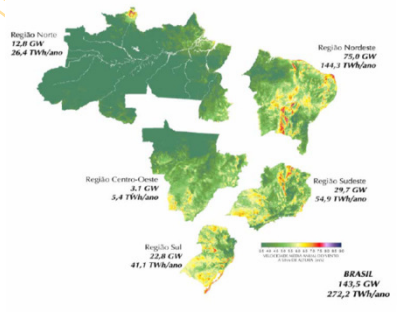 Região Norte
12,8 GW
26,4 TWh/ano
Região Nordeste
75,0 GW
144,3 TWh/ano
Região Centro-Oeste
3,1 GW
5,4 TWh/ano
Região Sudeste
29,7 GW
54,9 TWh/ano
Região Sul
22,8 GW
41,1 TWh/ano
BRASIL
143,5 GW
272,2 TWh/ano